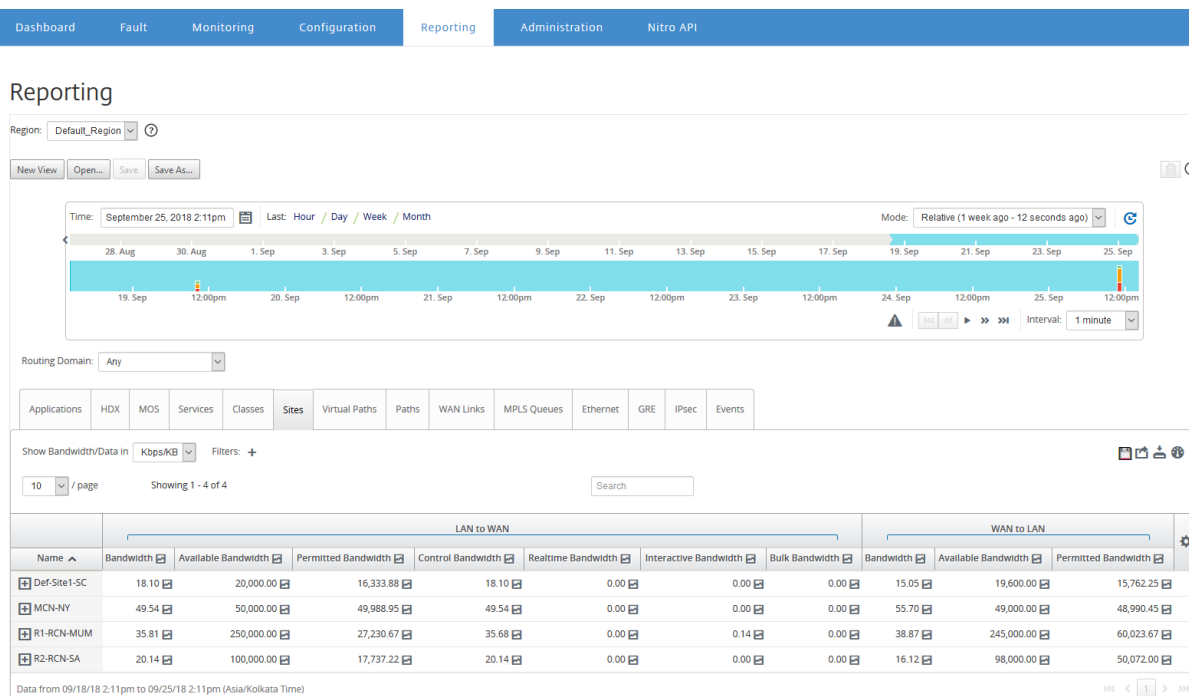 Dashboard Fault Monitoring Configuration Reporting Administration Nitro API
Reporting
Region: Default_Region ?
New View Open... Save Save As...
Time: September 25, 2018 2:11pm Last: Hour / Day / Week / Month Mode: Relative (1 week ago - 12 seconds ago)
28. Aug 30. Aug 1. Sep 3. Sep 5. Sep 7. Sep 9. Sep 11. Sep 13. Sep 15. Sep 17. Sep 19. Sep 21. Sep 23. Sep 25. Sep
19. Sep 12:00pm 20. Sep 12:00pm 21. Sep 12:00pm 22. Sep 12:00pm 23. Sep 12:00pm 24. Sep 12:00pm 25. Sep 12:00pm
Interval: 1 minute
Routing Domain: Any
Applications HDX MOS Services Classes Sites Virtual Paths Paths WAN Links MPLS Queues Ethernet GRE IPsec Events
Show Bandwidth/Data in Kbps/KB Filters: +
10 / page Showing 1 - 4 of 4 Search
LAN to WAN WAN to LAN
Name Bandwidth Available Bandwidth Permitted Bandwidth Control Bandwidth Realtime Bandwidth Interactive Bandwidth Bulk Bandwidth Bandwidth Available Bandwidth Permitted Bandwidth
Def-Site1-SC 18.10 20,000.00 16,333.88 18.10 0.00 0.00 0.00 15.05 19,600.00 15,762.25
MCN-NY 49.54 50,000.00 49,988.95 49.54 0.00 0.00 0.00 55.70 49,000.00 48,990.45
R1-RCN-MUM 35.81 250,000.00 27,230.67 35.68 0.00 0.14 0.00 38.87 245,000.00 60,023.67
R2-RCN-SA 20.14 100,000.00 17,737.22 20.14 0.00 0.00 0.00 16.12 98,000.00 50,072.00
Data from 09/18/18 2:11pm to 09/25/18 2:11pm (Asia/Kolkata Time) 1